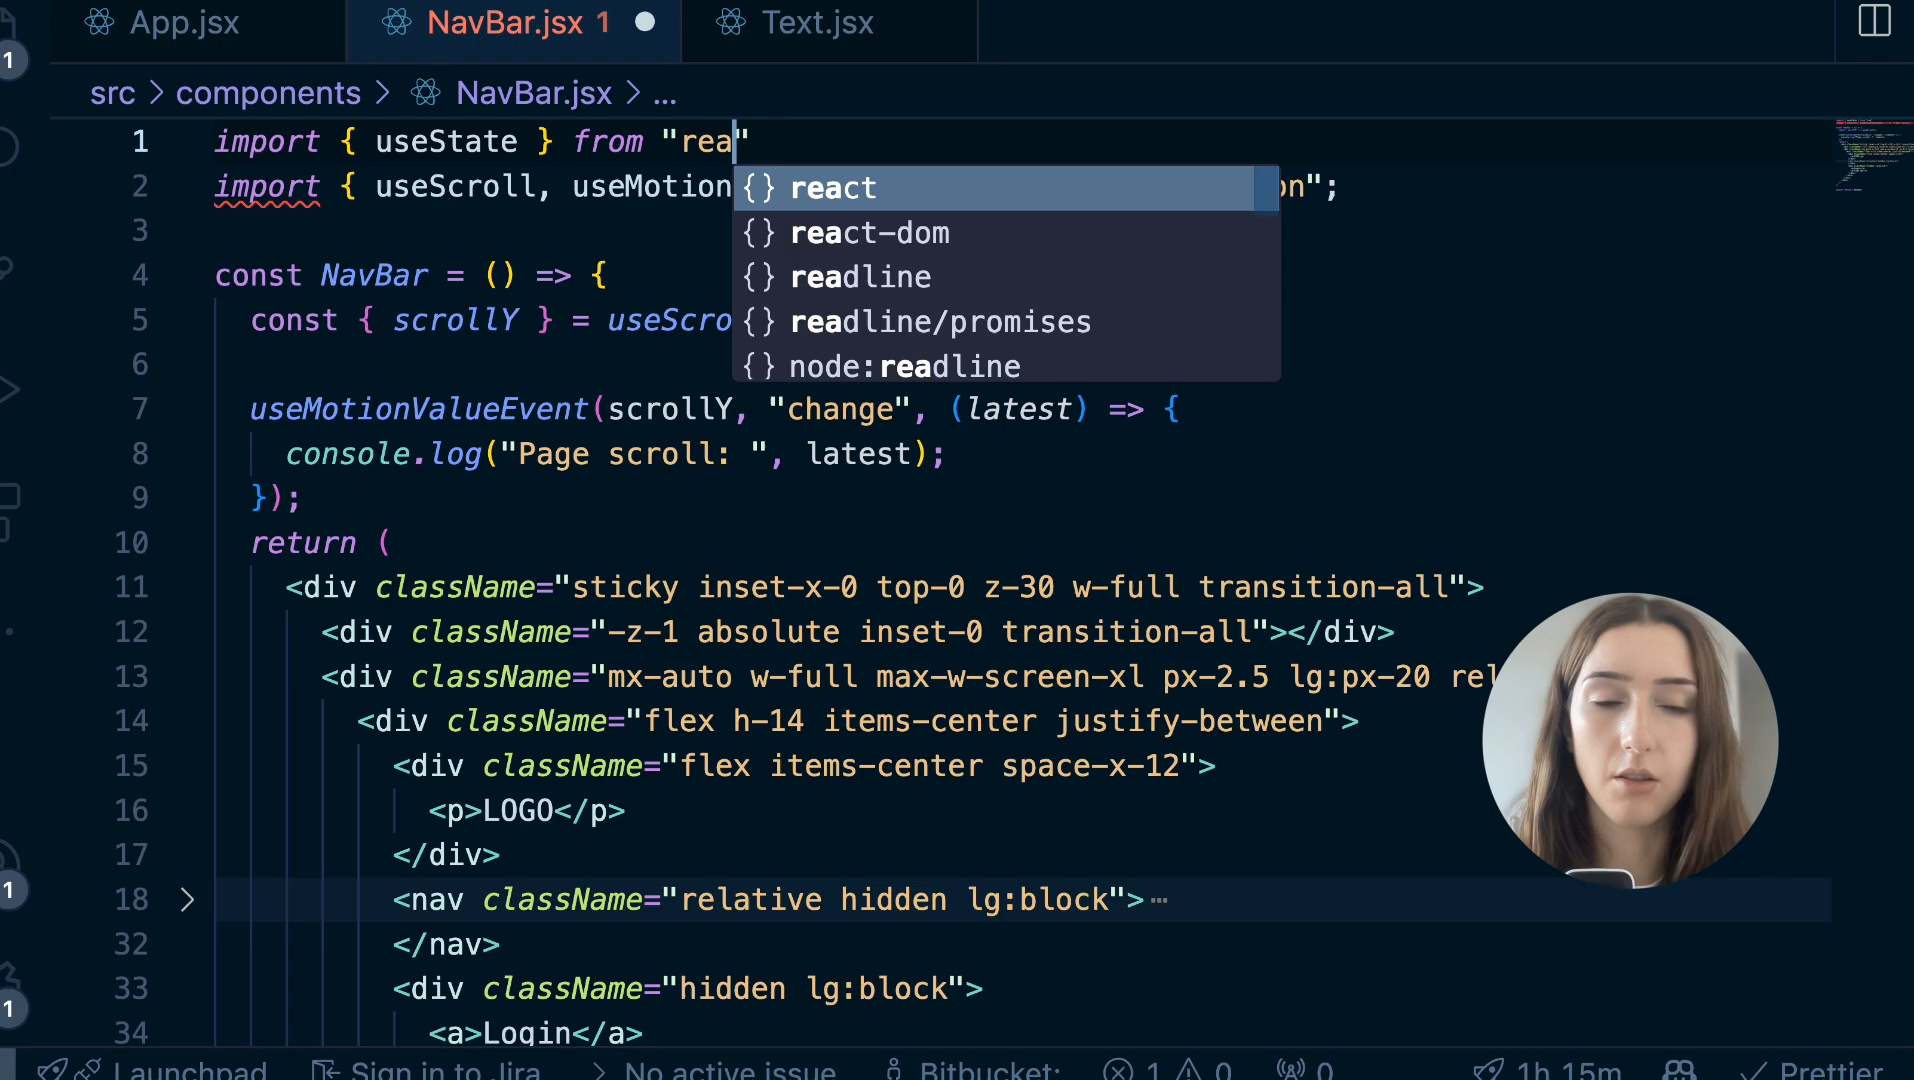 App.jsx
NavBar.jsx 1
Text.jsx
1
src > components > NavBar.jsx > ...
1 import { useState } from "rea"
2 import { useScroll, useMotion on";
{} react
{} react-dom
{} readline
{} readline/promises
{} node:readline
3
4 const NavBar = () => {
5 const { scrollY } = useScro
6
7 useMotionValueEvent(scrollY, "change", (latest) => {
8 console.log("Page scroll: ", latest);
9 });
10 return (
11 <div className="sticky inset-x-0 top-0 z-30 w-full transition-all">
12 <div className="-z-1 absolute inset-0 transition-all"></div>
13 <div className="mx-auto w-full max-w-screen-xl px-2.5 lg:px-20 rel
14 <div className="flex h-14 items-center justify-between">
15 <div className="flex items-center space-x-12">
16 <p>LOGO</p>
17 </div>
1
18 > <nav className="relative hidden lg:block"> ...
32 </nav>
33 <div className="hidden lg:block">
1
34 <a>Login</a>
Launchpad Sign in to Jira > No active issue Bitbucket: 1 0 0 1h 15m Prettier